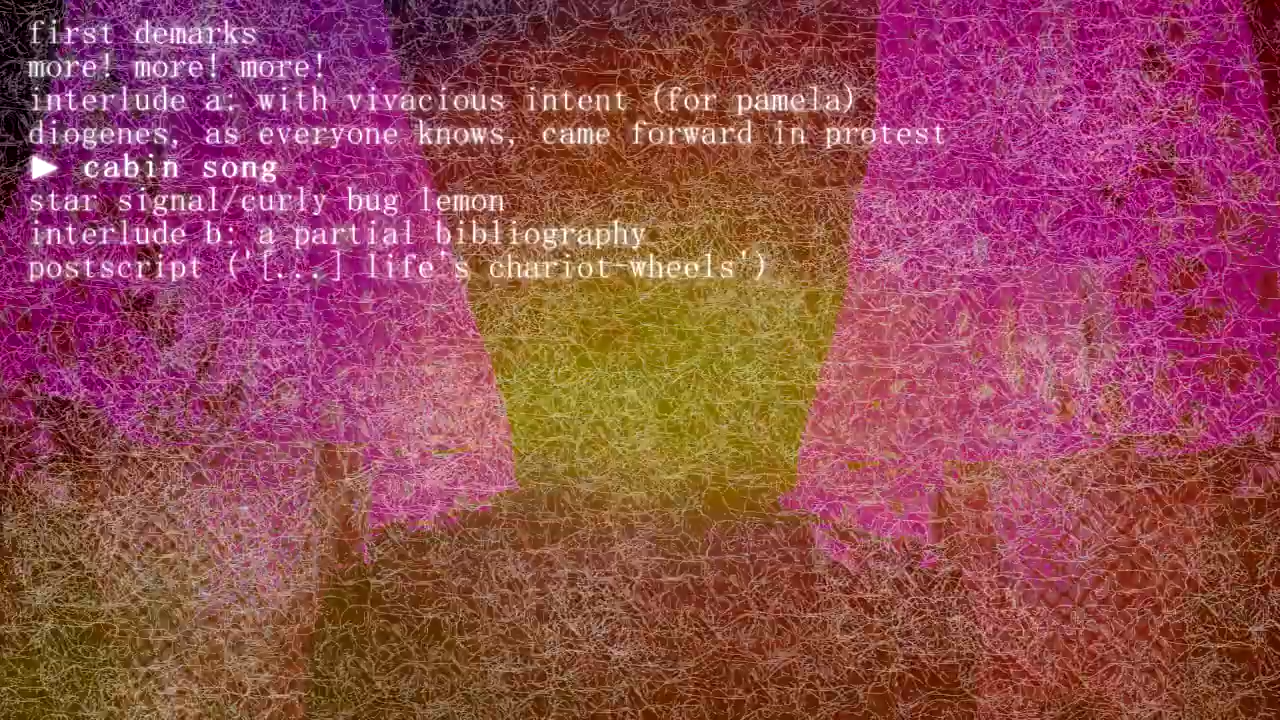 first demarks
more! more! more!
interlude a: with vivacious intent (for pamela)
diogenes, as everyone knows, came forward in protest
▶ cabin song
star signal/curly bug lemon
interlude b: a partial bibliography
postscript ('[...] life's chariot-wheels')